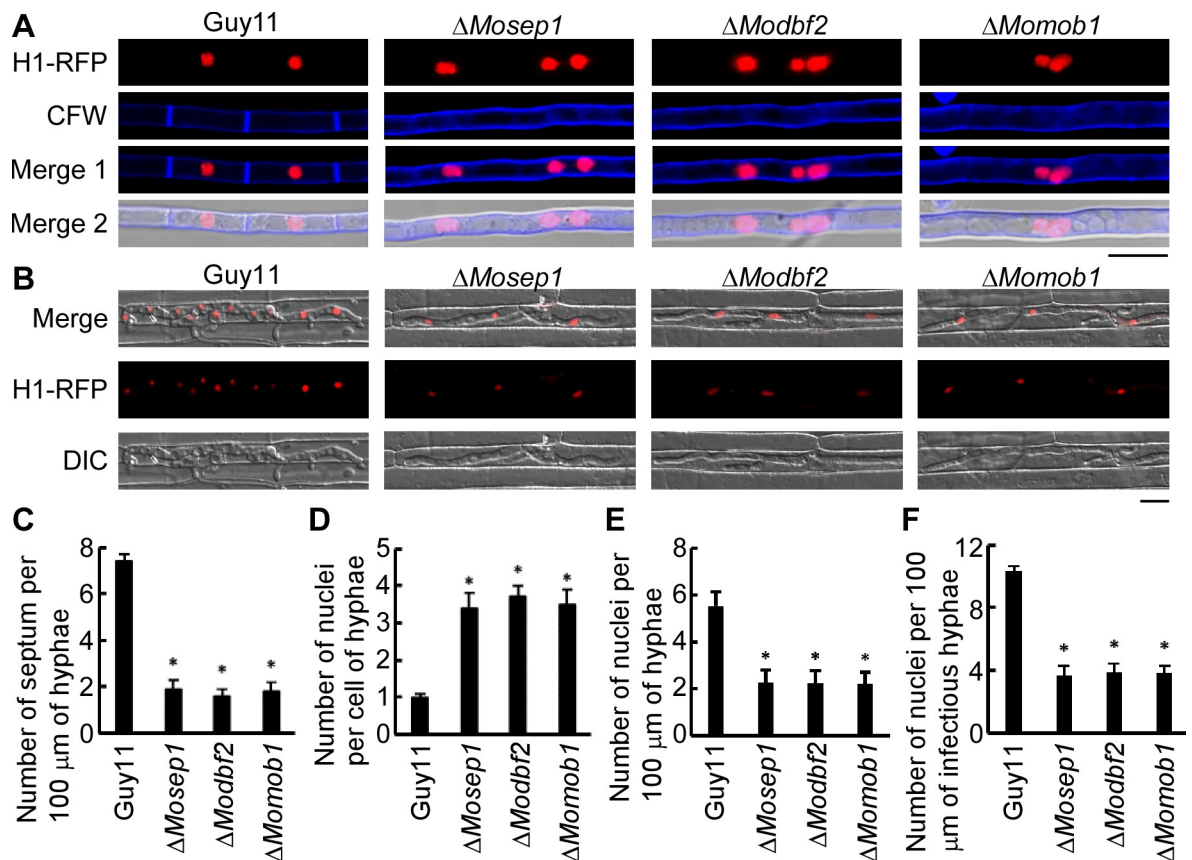 A
Guy11
ΔMosep1
ΔModbf2
ΔMomob1
H1-RFP
CFW
Merge 1
Merge 2
B
Guy11
ΔMosep1
ΔModbf2
ΔMomob1
Merge
H1-RFP
DIC
C
Number of septum per
100 μm of hyphae
8
6
4
2
0
*
*
*
Guy11
ΔMosep1
ΔModbf2
ΔMomob1
D
Number of nuclei
per cell of hyphae
5
4
3
2
1
0
*
*
*
Guy11
ΔMosep1
ΔModbf2
ΔMomob1
E
Number of nuclei per
100 μm of hyphae
8
6
4
2
0
*
*
*
Guy11
ΔMosep1
ΔModbf2
ΔMomob1
F
Number of nuclei per 100
μm of infectious hyphae
12
8
4
0
*
*
*
Guy11
ΔMosep1
ΔModbf2
ΔMomob1